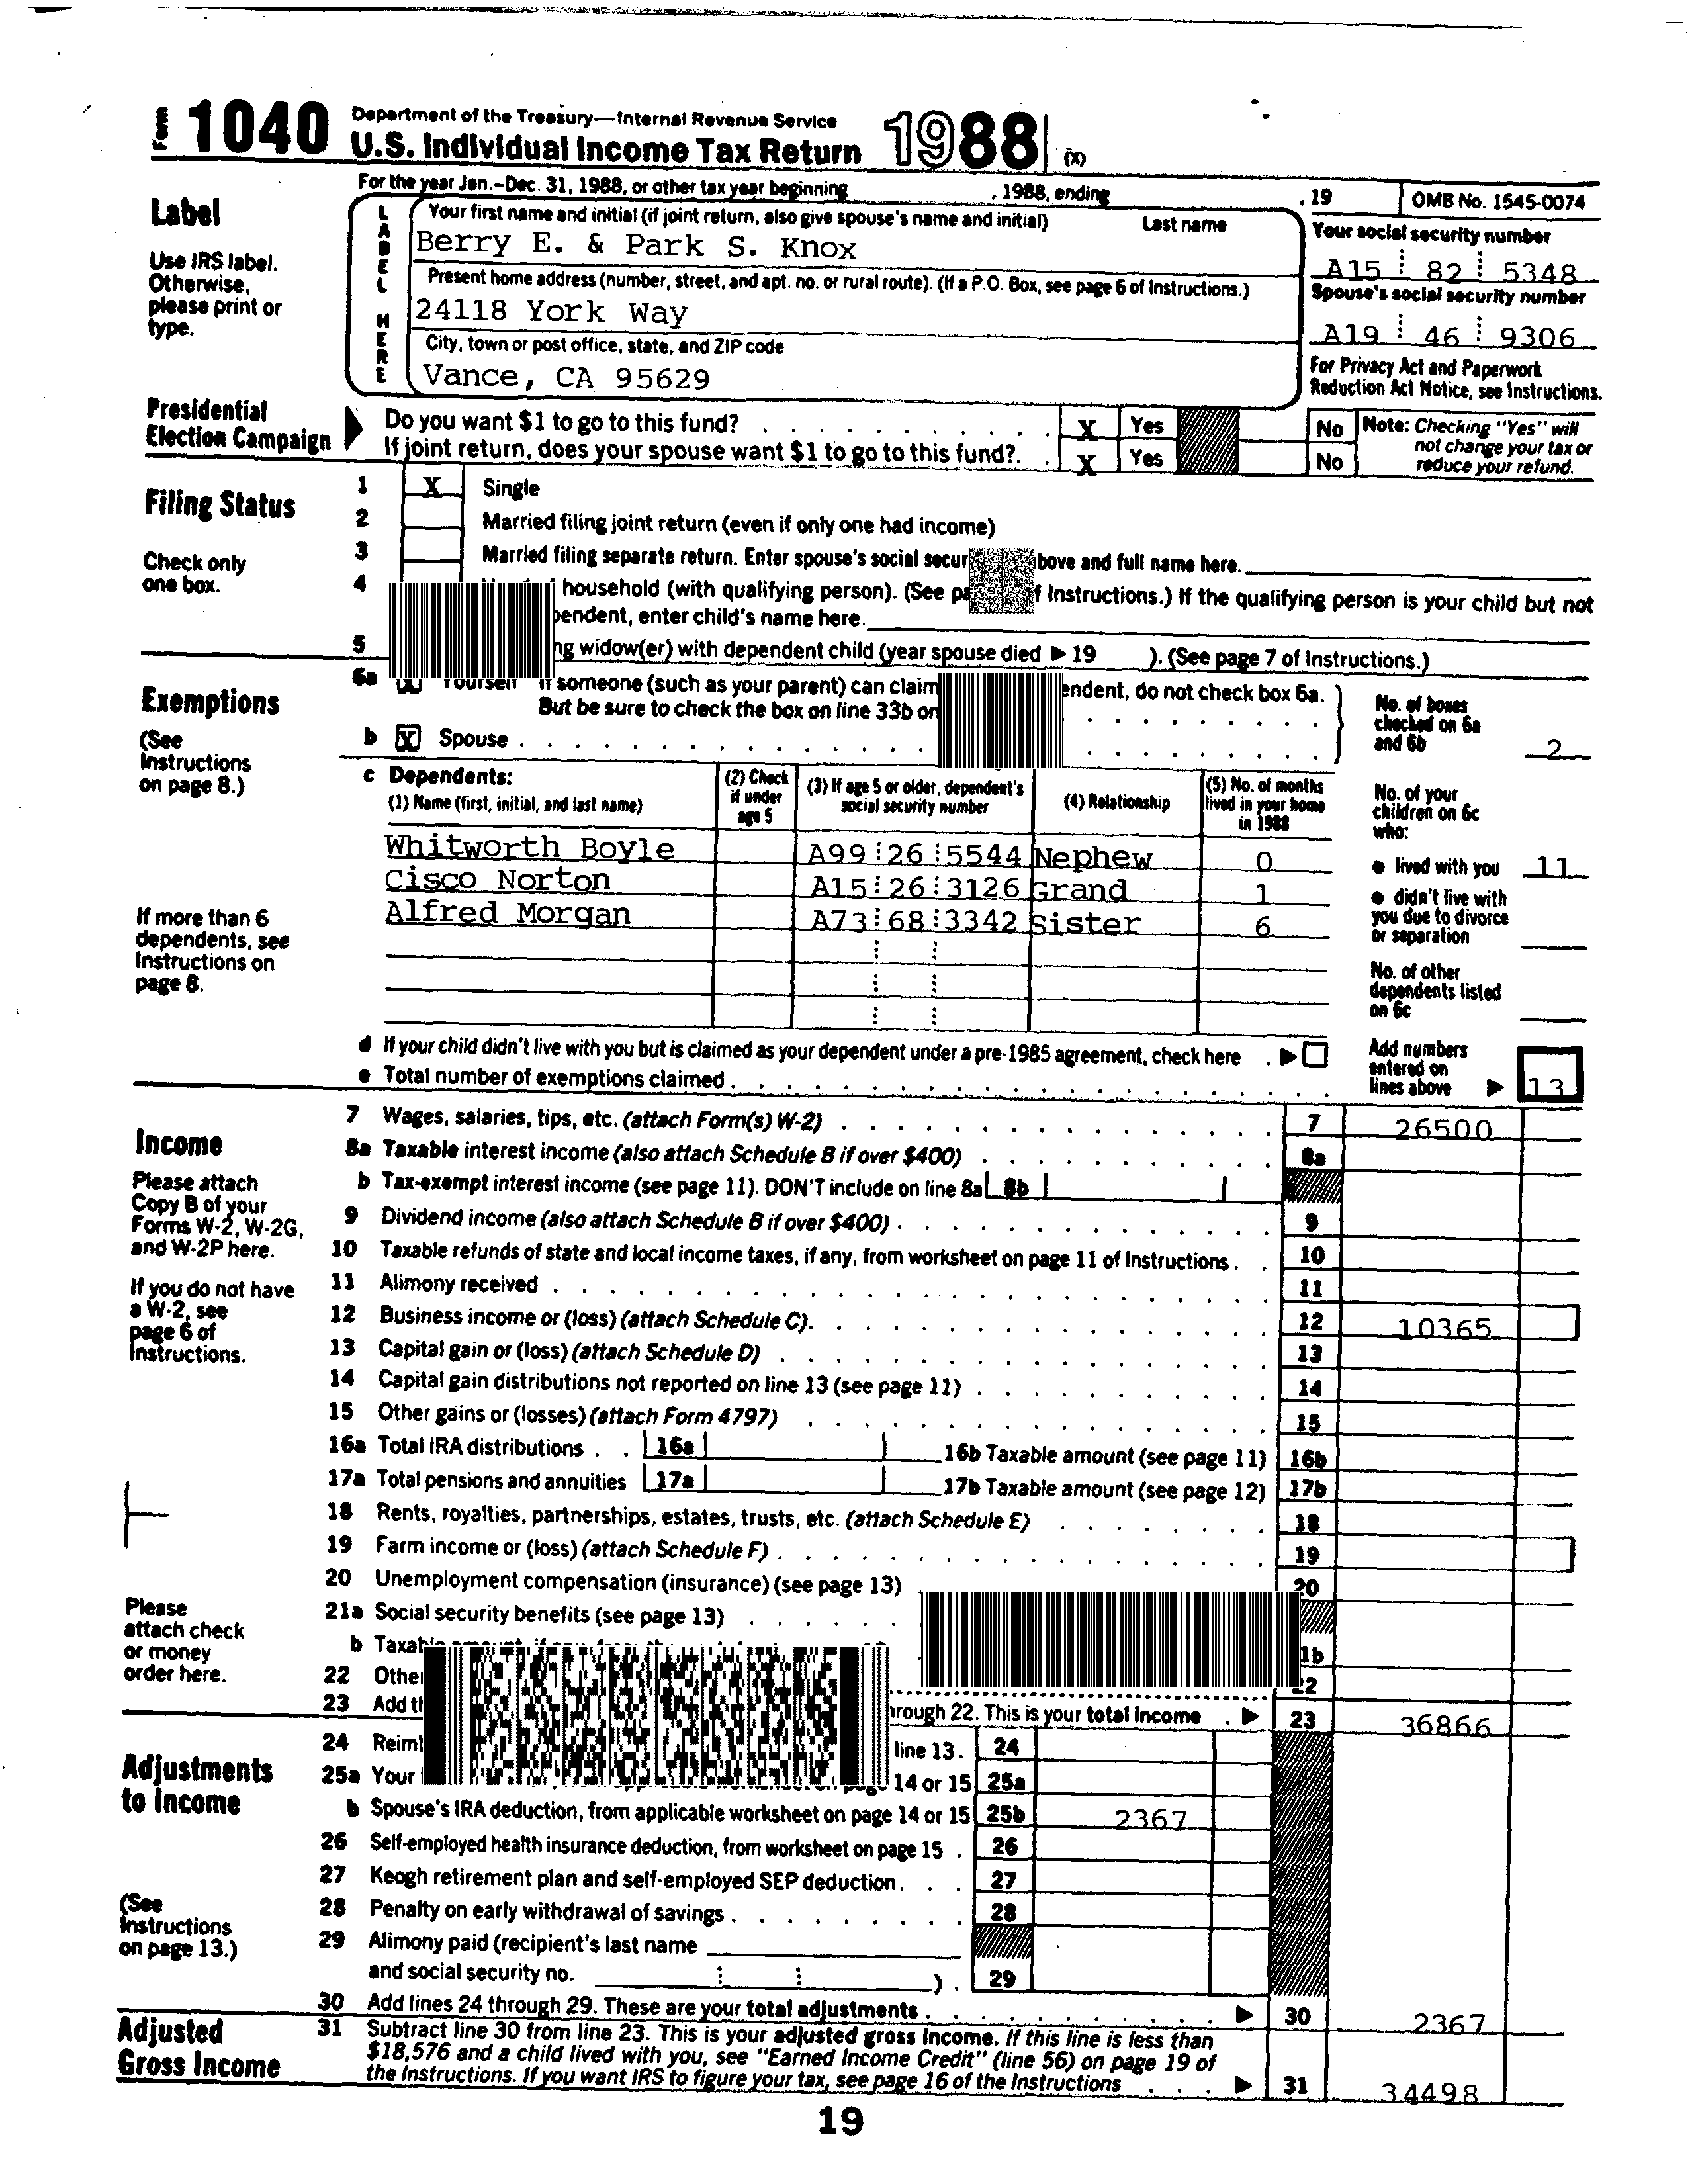 Form 1040 Department of the Treasury—Internal Revenue Service
U.S. Individual Income Tax Return 1988 (X)
For the year Jan.-Dec. 31, 1988, or other tax year beginning , 1988, ending , 19 OMB No. 1545-0074
Label
Use IRS label.
Otherwise,
please print or
type.
LABEL HERE
Your first name and initial (if joint return, also give spouse's name and initial) Last name
Berry E. & Park S. Knox
Present home address (number, street, and apt. no. or rural route). (If a P.O. Box, see page 6 of Instructions.)
24118 York Way
City, town or post office, state, and ZIP code
Vance, CA 95629
Your social security number
A15 82 5348
Spouse's social security number
A19 46 9306
For Privacy Act and Paperwork
Reduction Act Notice, see Instructions.
Presidential
Election Campaign
Do you want $1 to go to this fund? X Yes No
If joint return, does your spouse want $1 to go to this fund? X Yes No
Note: Checking "Yes" will
not change your tax or
reduce your refund.
Filing Status
Check only
one box.
1 X Single
2 Married filing joint return (even if only one had income)
3 Married filing separate return. Enter spouse's social secur bove and full name here.
4 household (with qualifying person). (See pa f Instructions.) If the qualifying person is your child but not
pendent, enter child's name here.
5 ng widow(er) with dependent child (year spouse died ▶ 19 ). (See page 7 of Instructions.)
Exemptions
(See
Instructions
on page 8.)
6a X Yourself If someone (such as your parent) can claim endent, do not check box 6a.
But be sure to check the box on line 33b on
b X Spouse
No. of boxes
checked on 6a
and 6b 2
c Dependents:
(1) Name (first, initial, and last name)
(2) Check
if under
age 5
(3) If age 5 or older, dependent's
social security number
(4) Relationship
(5) No. of months
lived in your home
in 1988
Whitworth Boyle A99 26 5544 Nephew 0
Cisco Norton A15 26 3126 Grand 1
Alfred Morgan A73 68 3342 Sister 6
If more than 6
dependents, see
Instructions on
page 8.
No. of your
children on 6c
who:
● lived with you 11
● didn't live with
you due to divorce
or separation
No. of other
dependents listed
on 6c
d If your child didn't live with you but is claimed as your dependent under a pre-1985 agreement, check here . ▶
e Total number of exemptions claimed
Add numbers
entered on
lines above ▶ 13
Income
Please attach
Copy B of your
Forms W-2, W-2G,
and W-2P here.
If you do not have
a W-2, see
page 6 of
Instructions.
Please
attach check
or money
order here.
7 Wages, salaries, tips, etc. (attach Form(s) W-2) 7 26500
8a Taxable interest income (also attach Schedule B if over $400) 8a
b Tax-exempt interest income (see page 11). DON'T include on line 8a 8b
9 Dividend income (also attach Schedule B if over $400) 9
10 Taxable refunds of state and local income taxes, if any, from worksheet on page 11 of Instructions 10
11 Alimony received 11
12 Business income or (loss) (attach Schedule C) 12 10365
13 Capital gain or (loss) (attach Schedule D) 13
14 Capital gain distributions not reported on line 13 (see page 11) 14
15 Other gains or (losses) (attach Form 4797) 15
16a Total IRA distributions 16a 16b Taxable amount (see page 11) 16b
17a Total pensions and annuities 17a 17b Taxable amount (see page 12) 17b
18 Rents, royalties, partnerships, estates, trusts, etc. (attach Schedule E) 18
19 Farm income or (loss) (attach Schedule F) 19
20 Unemployment compensation (insurance) (see page 13) 20
21a Social security benefits (see page 13)
b Taxable 1b
22 Othe 22
23 Add th hrough 22. This is your total income ▶ 23 36866
Adjustments
to Income
(See
Instructions
on page 13.)
24 Reimb line 13. 24
25a Your 14 or 15 25a
b Spouse's IRA deduction, from applicable worksheet on page 14 or 15 25b 2367
26 Self-employed health insurance deduction, from worksheet on page 15 26
27 Keogh retirement plan and self-employed SEP deduction 27
28 Penalty on early withdrawal of savings 28
29 Alimony paid (recipient's last name
and social security no. ). 29
30 Add lines 24 through 29. These are your total adjustments ▶ 30 2367
Adjusted
Gross Income
31 Subtract line 30 from line 23. This is your adjusted gross income. If this line is less than
$18,576 and a child lived with you, see "Earned Income Credit" (line 56) on page 19 of
the Instructions. If you want IRS to figure your tax, see page 16 of the Instructions ▶ 31 34498
19